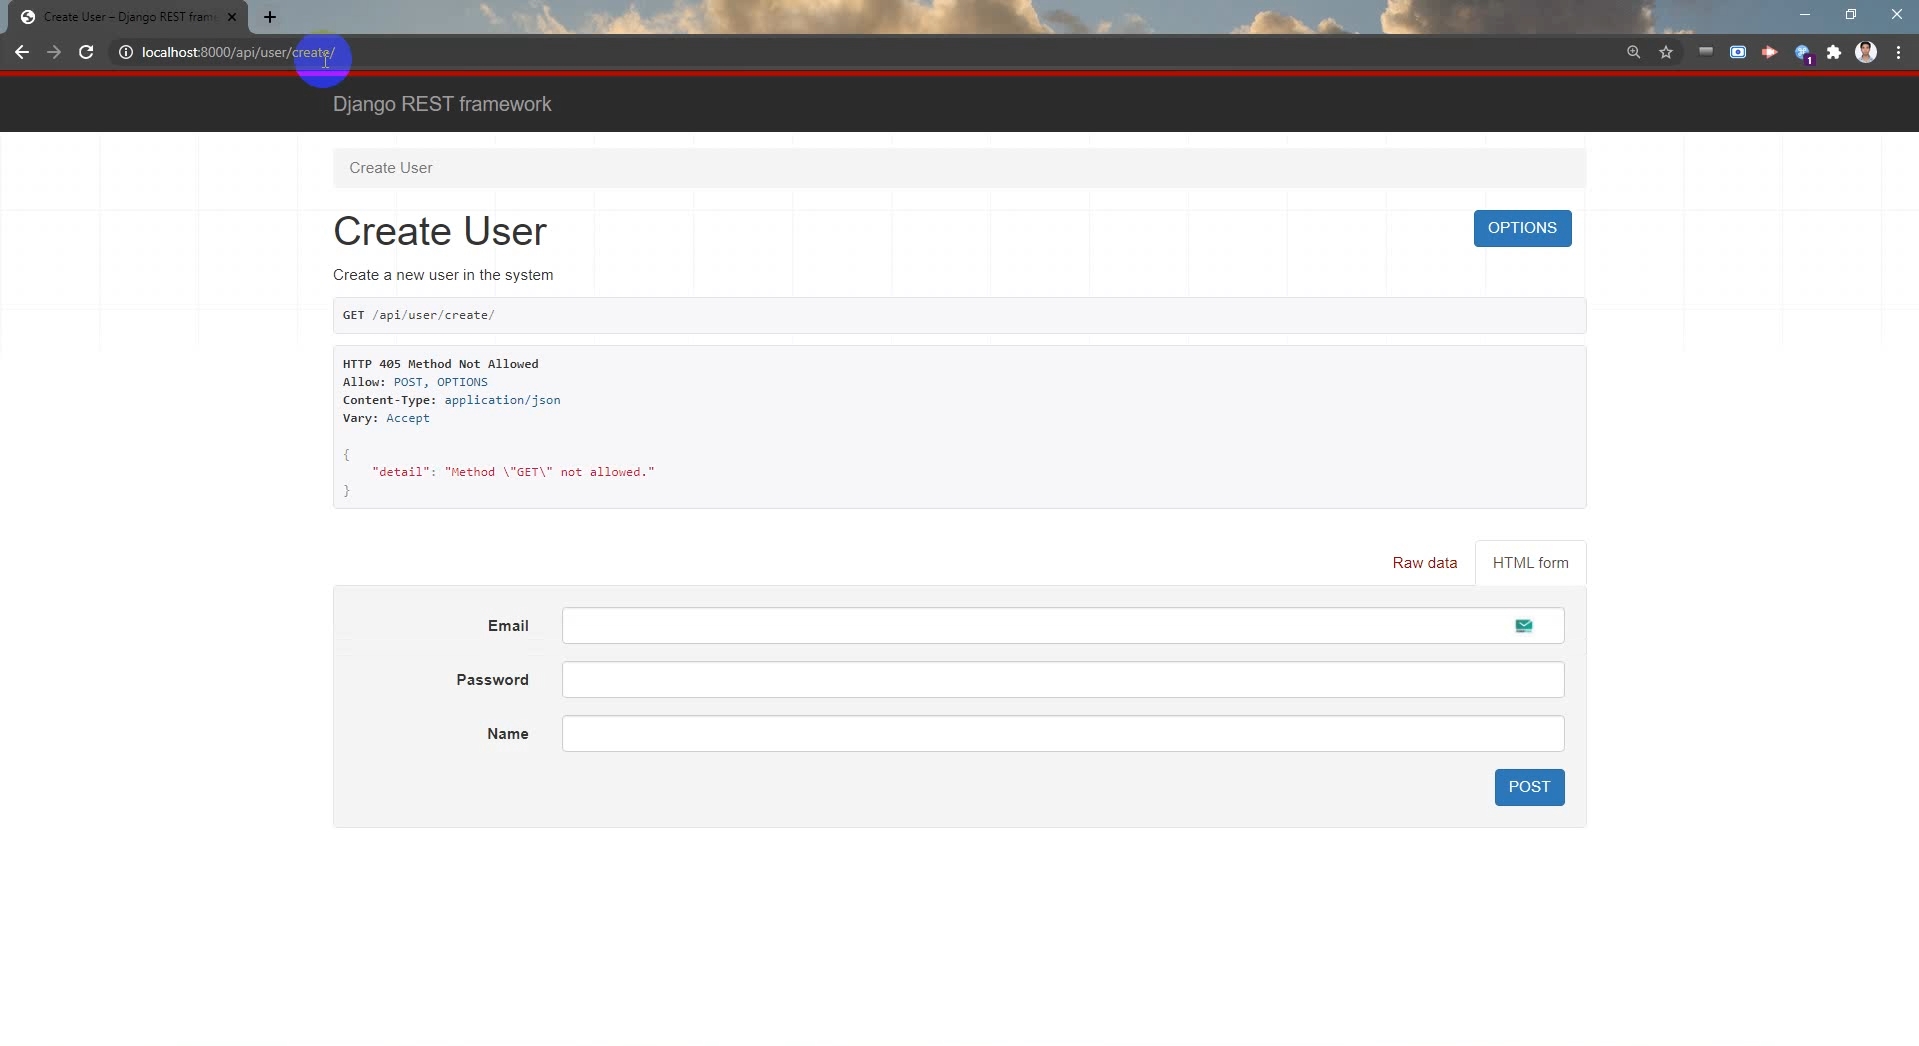 Create User – Django REST frame
localhost:8000/api/user/create/
1
Django REST framework
Create User
Create User
OPTIONS
Create a new user in the system
GET /api/user/create/
HTTP 405 Method Not Allowed
Allow: POST, OPTIONS
Content-Type: application/json
Vary: Accept
{
"detail": "Method \"GET\" not allowed."
}
Raw data
HTML form
Email
Password
Name
POST